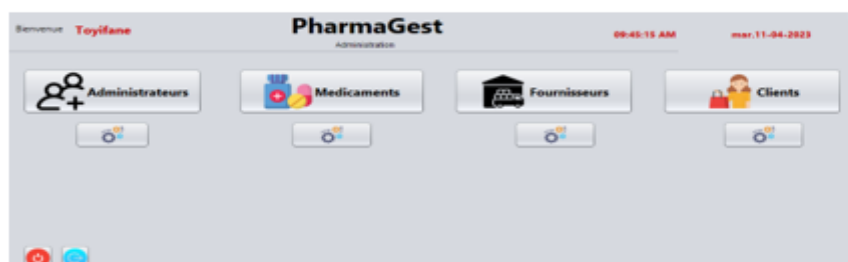 Bienvenue Toyifane PharmaGest 09:45:15 AM mar.11-04-2023
Administration
Administrateurs Medicaments Fournisseurs Clients